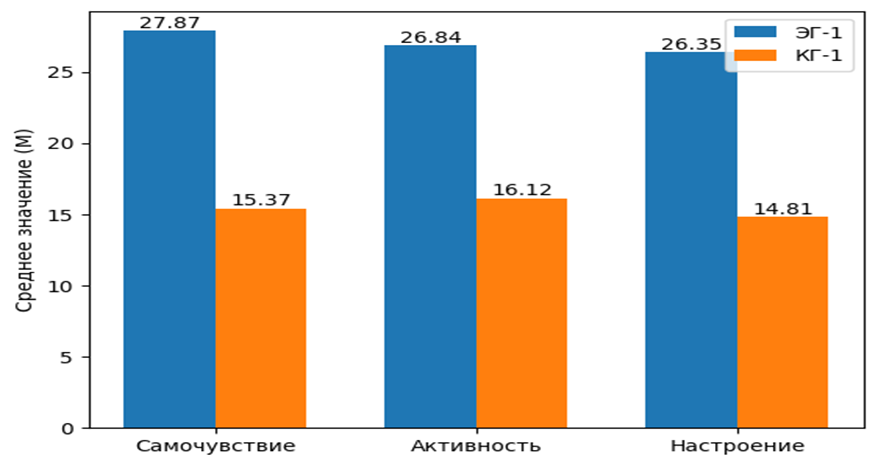 27.87
26.84
26.35
ЭГ-1
КГ-1
15.37
16.12
14.81
Среднее значение (М)
25
20
15
10
5
0
Самочувствие
Активность
Настроение